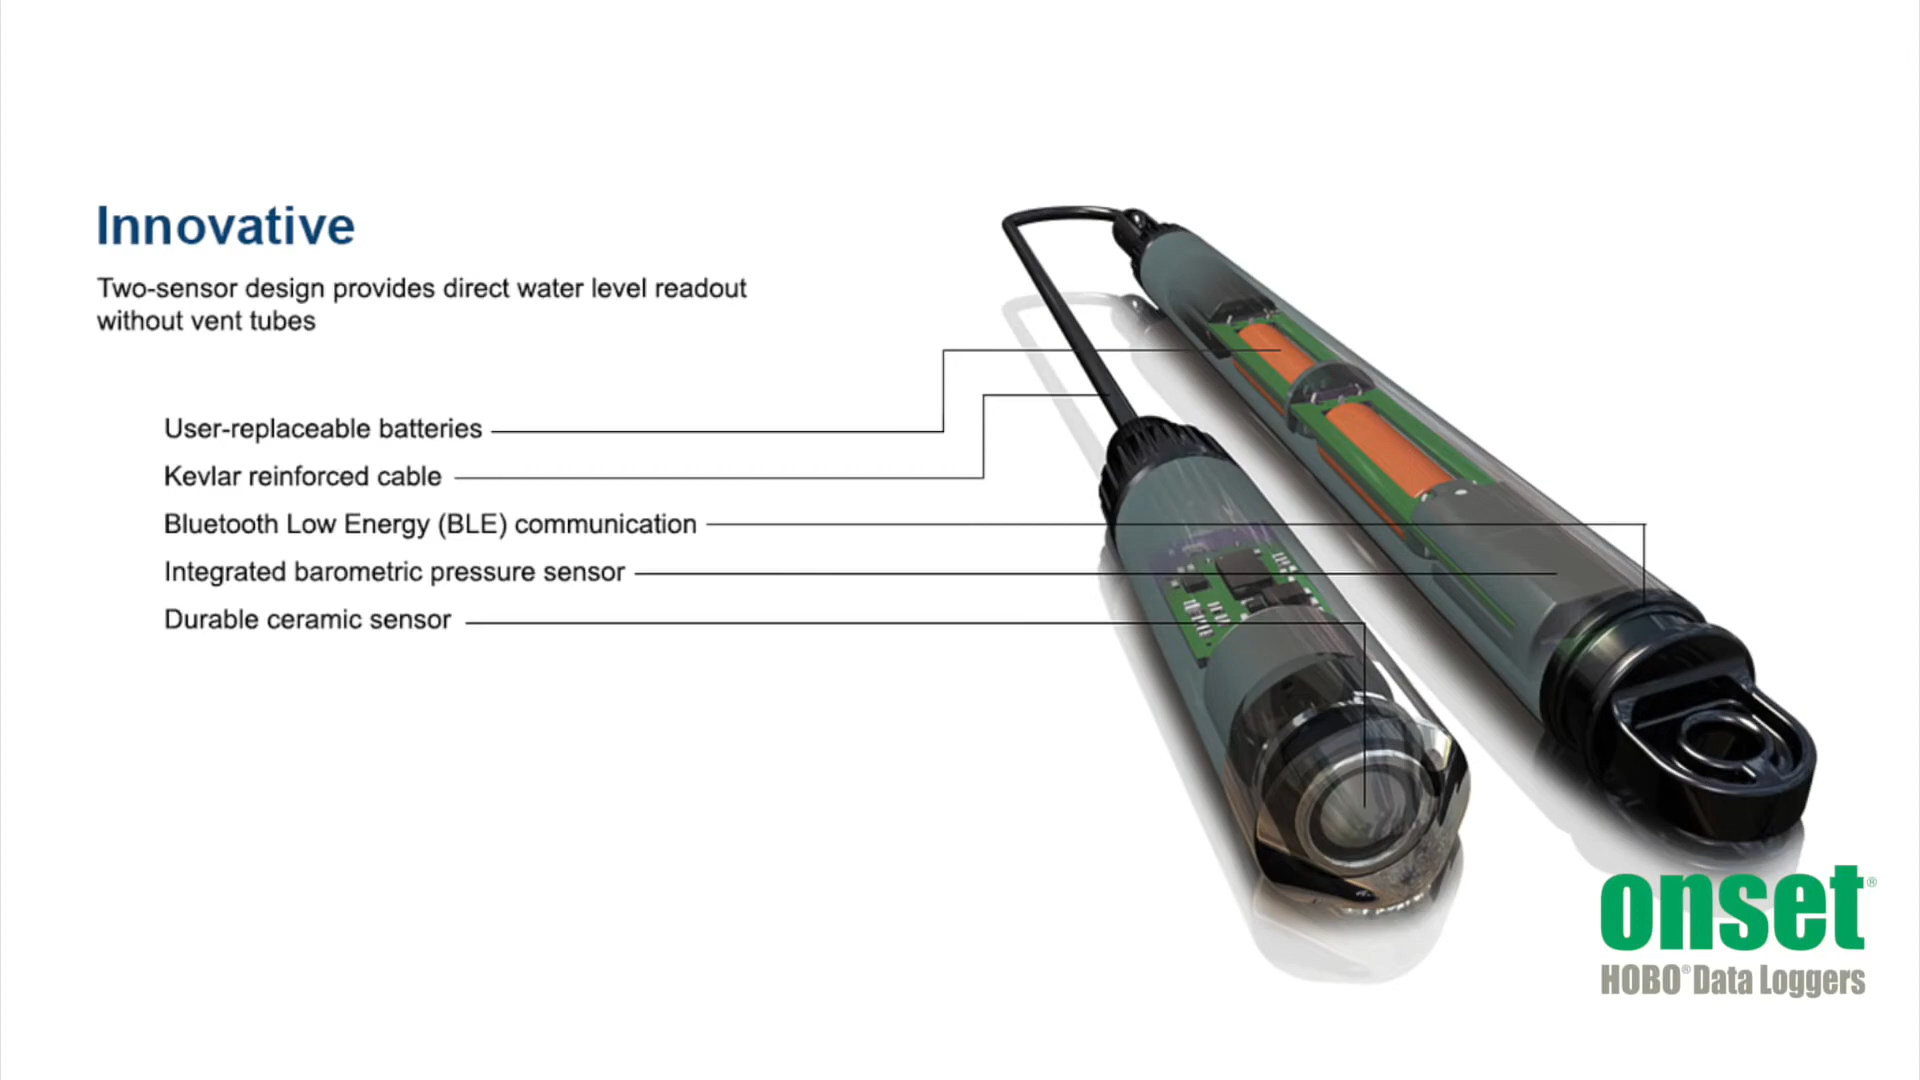 Innovative
Two-sensor design provides direct water level readout
without vent tubes
User-replaceable batteries
Kevlar reinforced cable
Bluetooth Low Energy (BLE) communication
Integrated barometric pressure sensor
Durable ceramic sensor
onset®
HOBO® Data Loggers